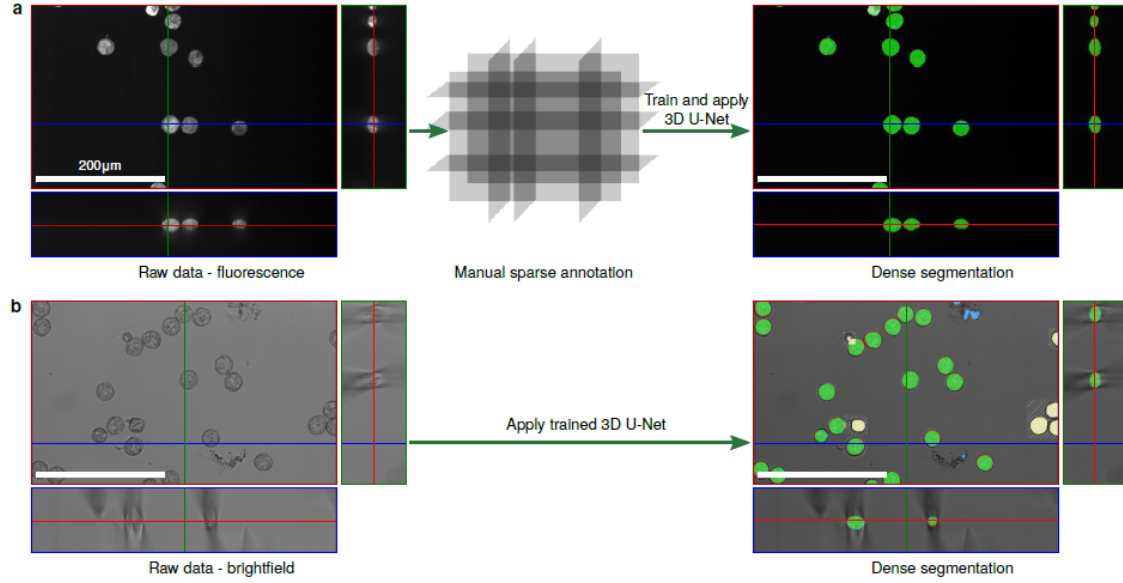 a
200μm
Train and apply
3D U-Net
Raw data - fluorescence
Manual sparse annotation
Dense segmentation
b
Apply trained 3D U-Net
Raw data - brightfield
Dense segmentation